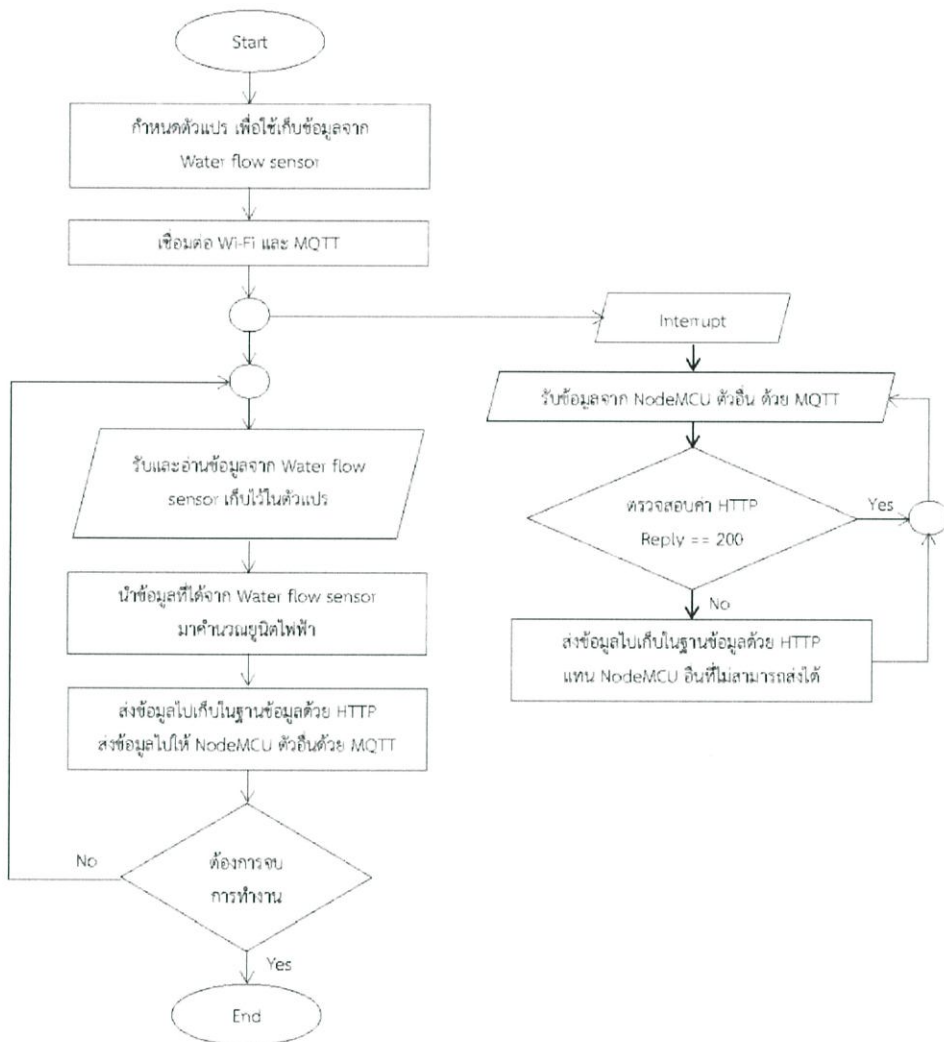 Start
กำหนดตัวแปร เพื่อใช้เก็บข้อมูลจาก
Water flow sensor
เชื่อมต่อ Wi-Fi และ MQTT
รับและอ่านข้อมูลจาก Water flow
sensor เก็บไว้ในตัวแปร
นำข้อมูลที่ได้จาก Water flow sensor
มาคำนวณยูนิตไฟฟ้า
ส่งข้อมูลไปเก็บในฐานข้อมูลด้วย HTTP
ส่งข้อมูลไปให้ NodeMCU ตัวอื่นด้วย MQTT
No
ต้องการจบ
การทำงาน
Yes
End
Interrupt
รับข้อมูลจาก NodeMCU ตัวอื่น ด้วย MQTT
ตรวจสอบค่า HTTP
Reply == 200
Yes
No
ส่งข้อมูลไปเก็บในฐานข้อมูลด้วย HTTP
แทน NodeMCU อื่นที่ไม่สามารถส่งได้